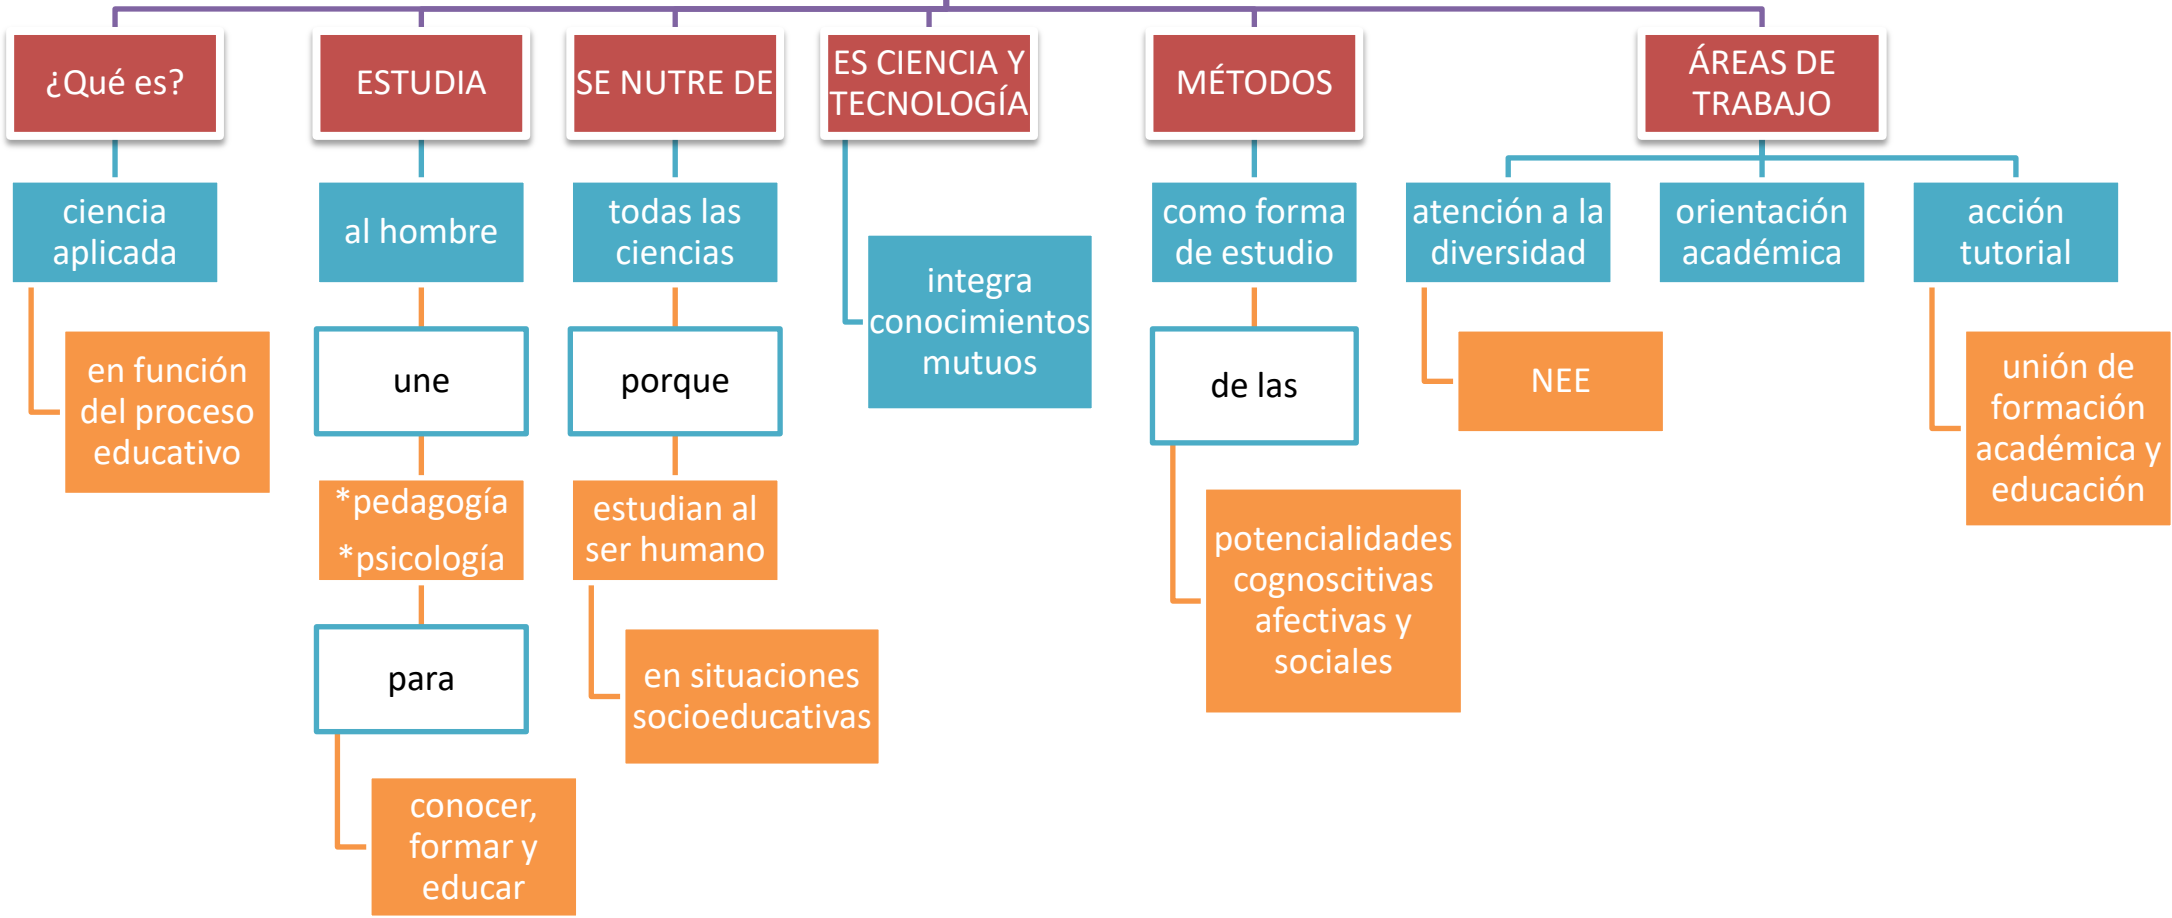 ¿Qué es?
ESTUDIA
SE NUTRE DE
ES CIENCIA Y
TECNOLOGÍA
MÉTODOS
ÁREAS DE
TRABAJO
ciencia
aplicada
en función
del proceso
educativo
al hombre
une
*pedagogía
*psicología
para
conocer,
formar y
educar
todas las
ciencias
porque
estudian al
ser humano
en situaciones
socioeducativas
integra
conocimientos
mutuos
como forma
de estudio
de las
potencialidades
cognoscitivas
afectivas y
sociales
atención a la
diversidad
NEE
orientación
académica
acción
tutorial
unión de
formación
académica y
educación